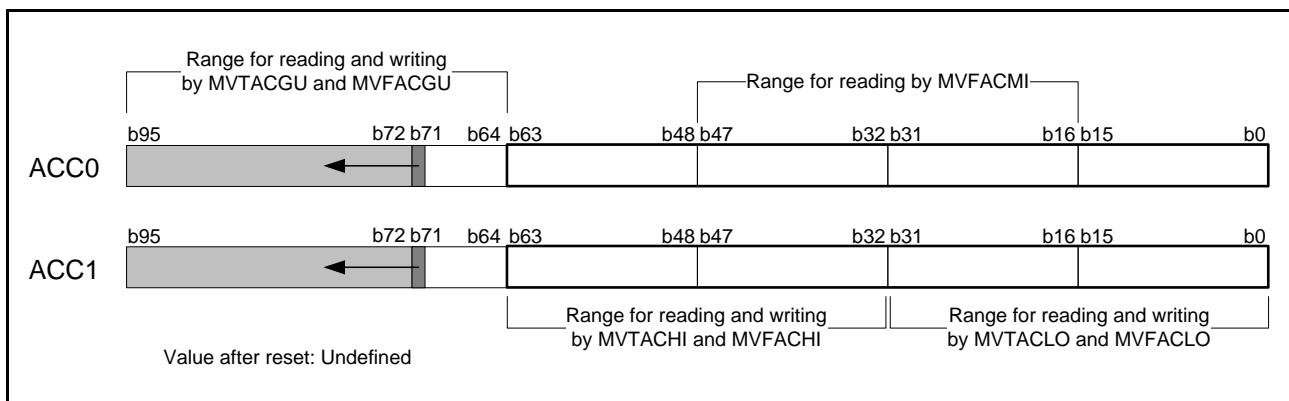 Range for reading and writing
by MVTACGU and MVFACGU
Range for reading by MVFACMI
b95 b72 b71 b64 b63 b48 b47 b32 b31 b16 b15 b0
ACC0
b95 b72 b71 b64 b63 b48 b47 b32 b31 b16 b15 b0
ACC1
Range for reading and writing
by MVTACHI and MVFACHI
Range for reading and writing
by MVTACLO and MVFACLO
Value after reset: Undefined